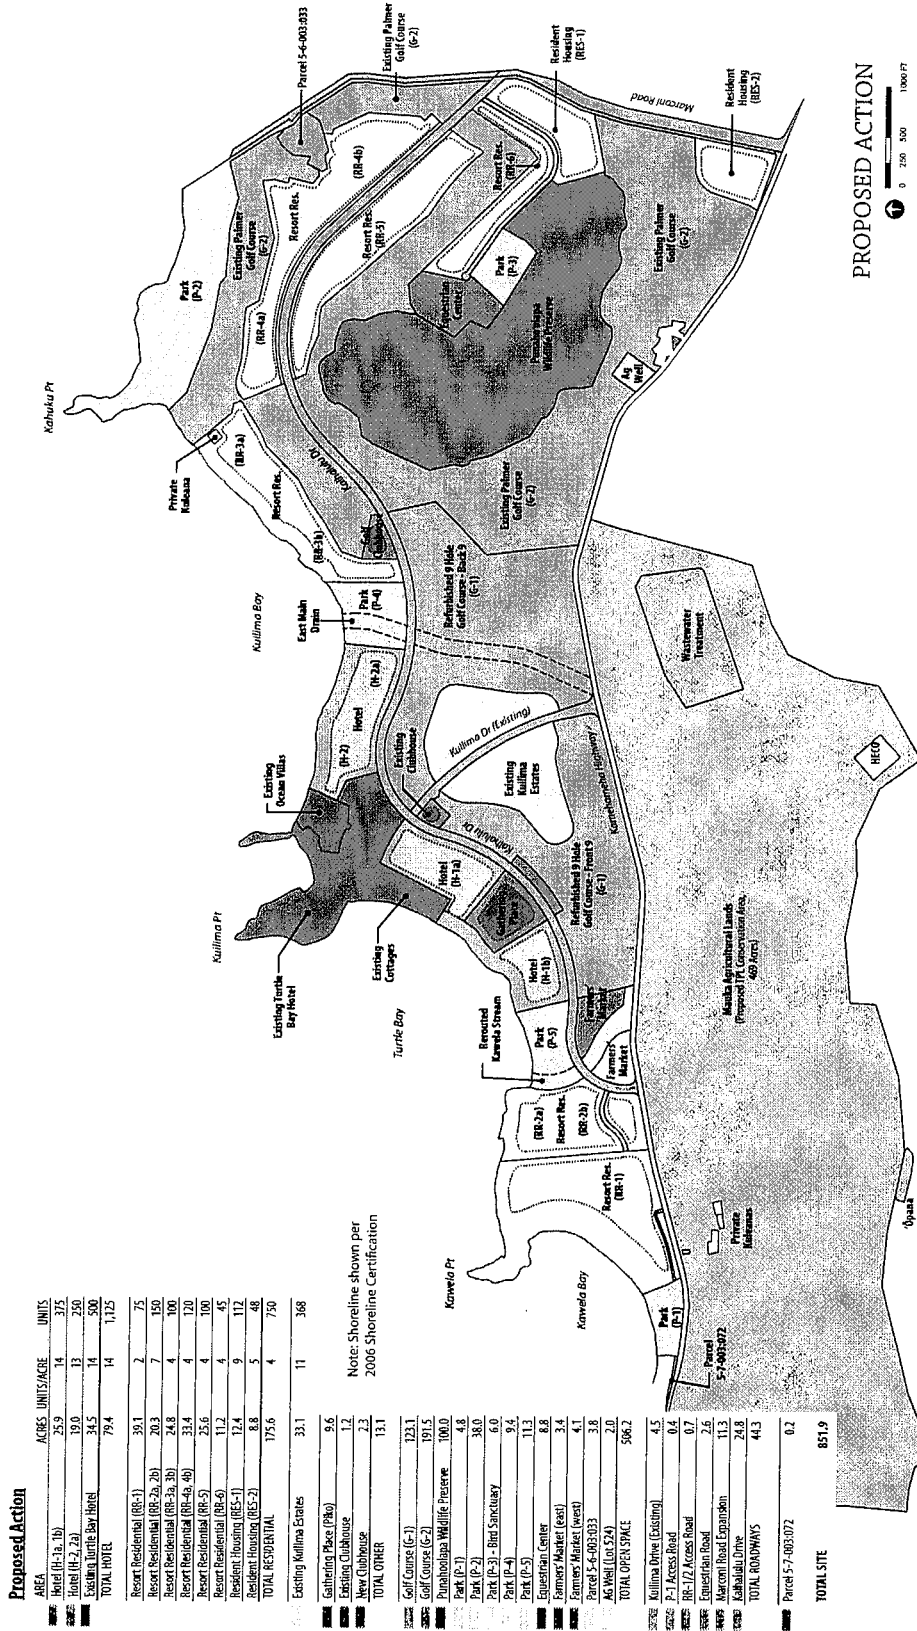 Proposed Action
AREA ACRES UNITS/ACRE UNITS
Hotel (H-1a, 1b) 25.9 14 375
Hotel (H-2, 2a) 19.0 13 250
Existing Turtle Bay Hotel 34.5 14 500
TOTAL HOTEL 79.4 14 1,125
Resort Residential (RR-1) 39.1 2 75
Resort Residential (RR-2a, 2b) 20.3 7 150
Resort Residential (RR-3a, 3b) 24.8 4 100
Resort Residential (RR-4a, 4b) 33.4 4 120
Resort Residential (RR-5) 25.6 4 100
Resort Residential (RR-6) 11.2 4 45
Resident Housing (RES-1) 12.4 9 112
Resident Housing (RES-2) 8.8 5 48
TOTAL RESIDENTIAL 175.6 4 750
Existing Kuilima Estates 33.1 11 368
Gathering Place (Piko) 9.6
Existing Clubhouse 1.2
New Clubhouse 2.3
TOTAL OTHER 13.1
Golf Course (G-1) 123.1
Golf Course (G-2) 191.5
Punahoolapa Wildlife Preserve 100.0
Park (P-1) 4.8
Park (P-2) 38.0
Park (P-3) - Bird Sanctuary 6.0
Park (P-4) 9.4
Park (P-5) 11.3
Equestrian Center 8.8
Farmers' Market (east) 3.4
Farmers' Market (west) 4.1
Parcel 5-6-003:033 3.8
AG Well (Lot 524) 2.0
TOTAL OPEN SPACE 506.2
Kuilima Drive (Existing) 4.5
P-1 Access Road 0.4
RR-1/2 Access Road 0.7
Equestrian Road 2.6
Marconi Road Expansion 11.3
Kaihalulu Drive 24.8
TOTAL ROADWAYS 44.3
Parcel 5-7-003:072 0.2
TOTAL SITE 851.9
Note: Shoreline shown per
2006 Shoreline Certification
Kawela Pt
Kawela Bay
Park
(P-1)
Parcel
5-7-003:072
Private
Kuleanas
'Ōpana
Resort Res.
(RR-1)
(RR-2a)
Resort Res.
(RR-2b)
Rerouted
Kawela Stream
Park
(P-5)
Farmers'
Market
Farmers'
Market
Hotel
(H-1b)
Gathering
Place
Hotel
(H-1a)
Turtle Bay
Existing
Cottages
Existing Turtle
Bay Hotel
Kuilima Pt
Existing
Ocean Villas
Existing
Clubhouse
Kaihalulu Dr
Refurbished 9 Hole
Golf Course - Front 9
(G-1)
Mauka Agricultural Lands
(Proposed TPL Conservation Area,
469 Acres)
Existing
Kuilima
Estates
Kuilima Dr (Existing)
Kamehameha Highway
(H-2)
Hotel
(H-2a)
Kuilima Bay
East Main
Drain
Park
(P-4)
Refurbished 9 Hole
Golf Course - Back 9
(G-1)
Wastewater
Treatment
HECO
Golf
Clubhouse
(RR-3b)
Resort Res.
(RR-3a)
Private
Kuleana
Kaihalulu Dr
Kahuku Pt
Park
(P-2)
Existing Palmer
Golf Course
(G-2)
(RR-4a)
Resort Res.
(RR-4b)
Resort Res.
(RR-5)
Parcel 5-6-003:033
Existing Palmer
Golf Course
(G-2)
Equestrian
Center
Park
(P-3)
Punahoolapa
Wildlife Preserve
Resort Res.
(RR-6)
Resident
Housing
(RES-1)
Marconi Road
Resident
Housing
(RES-2)
Existing Palmer
Golf Course
(G-2)
Existing Palmer
Golf Course
(G-2)
Ag
Well
PROPOSED ACTION
0 250 500 1000 FT